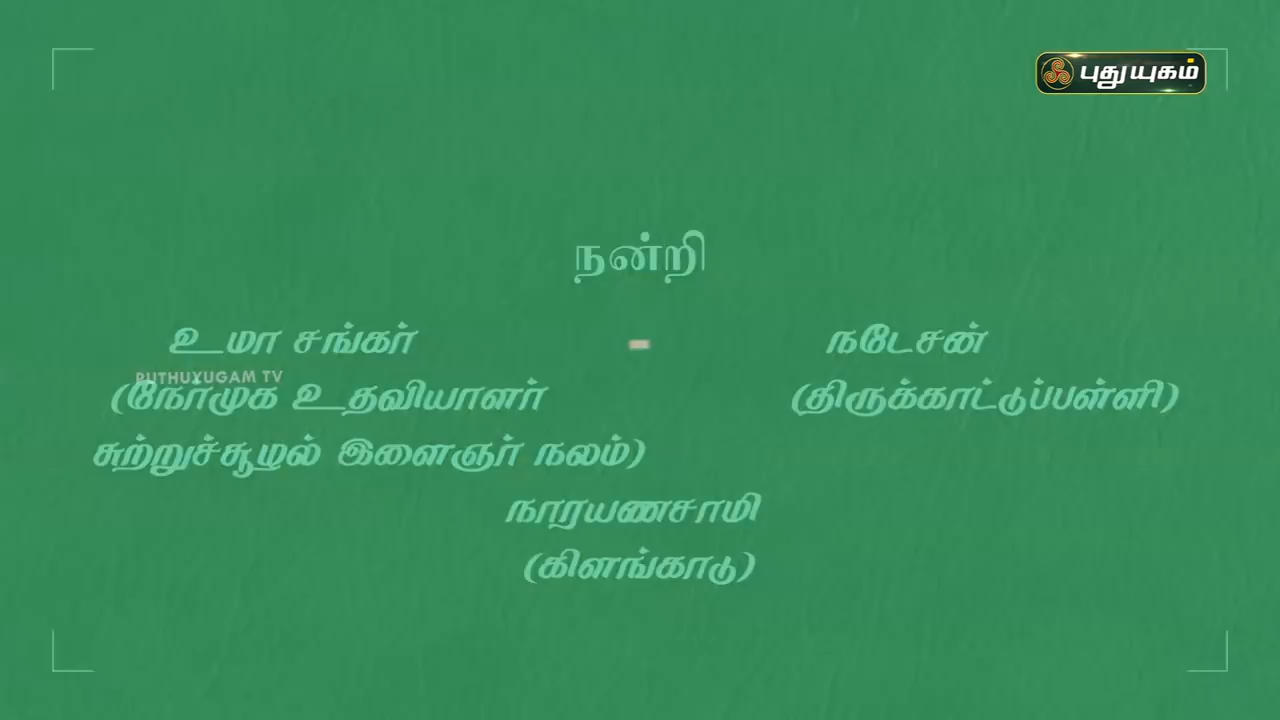 புதுயுகம்
நன்றி
உமா சங்கர் - நடேசன்
PUTHUYUGAM TV
(நேர்முக உதவியாளர் (திருக்காட்டுப்பள்ளி)
சுற்றுச்சூழல் இளைஞர் நலம்)
நாரயணசாமி
(கிளங்காடு)